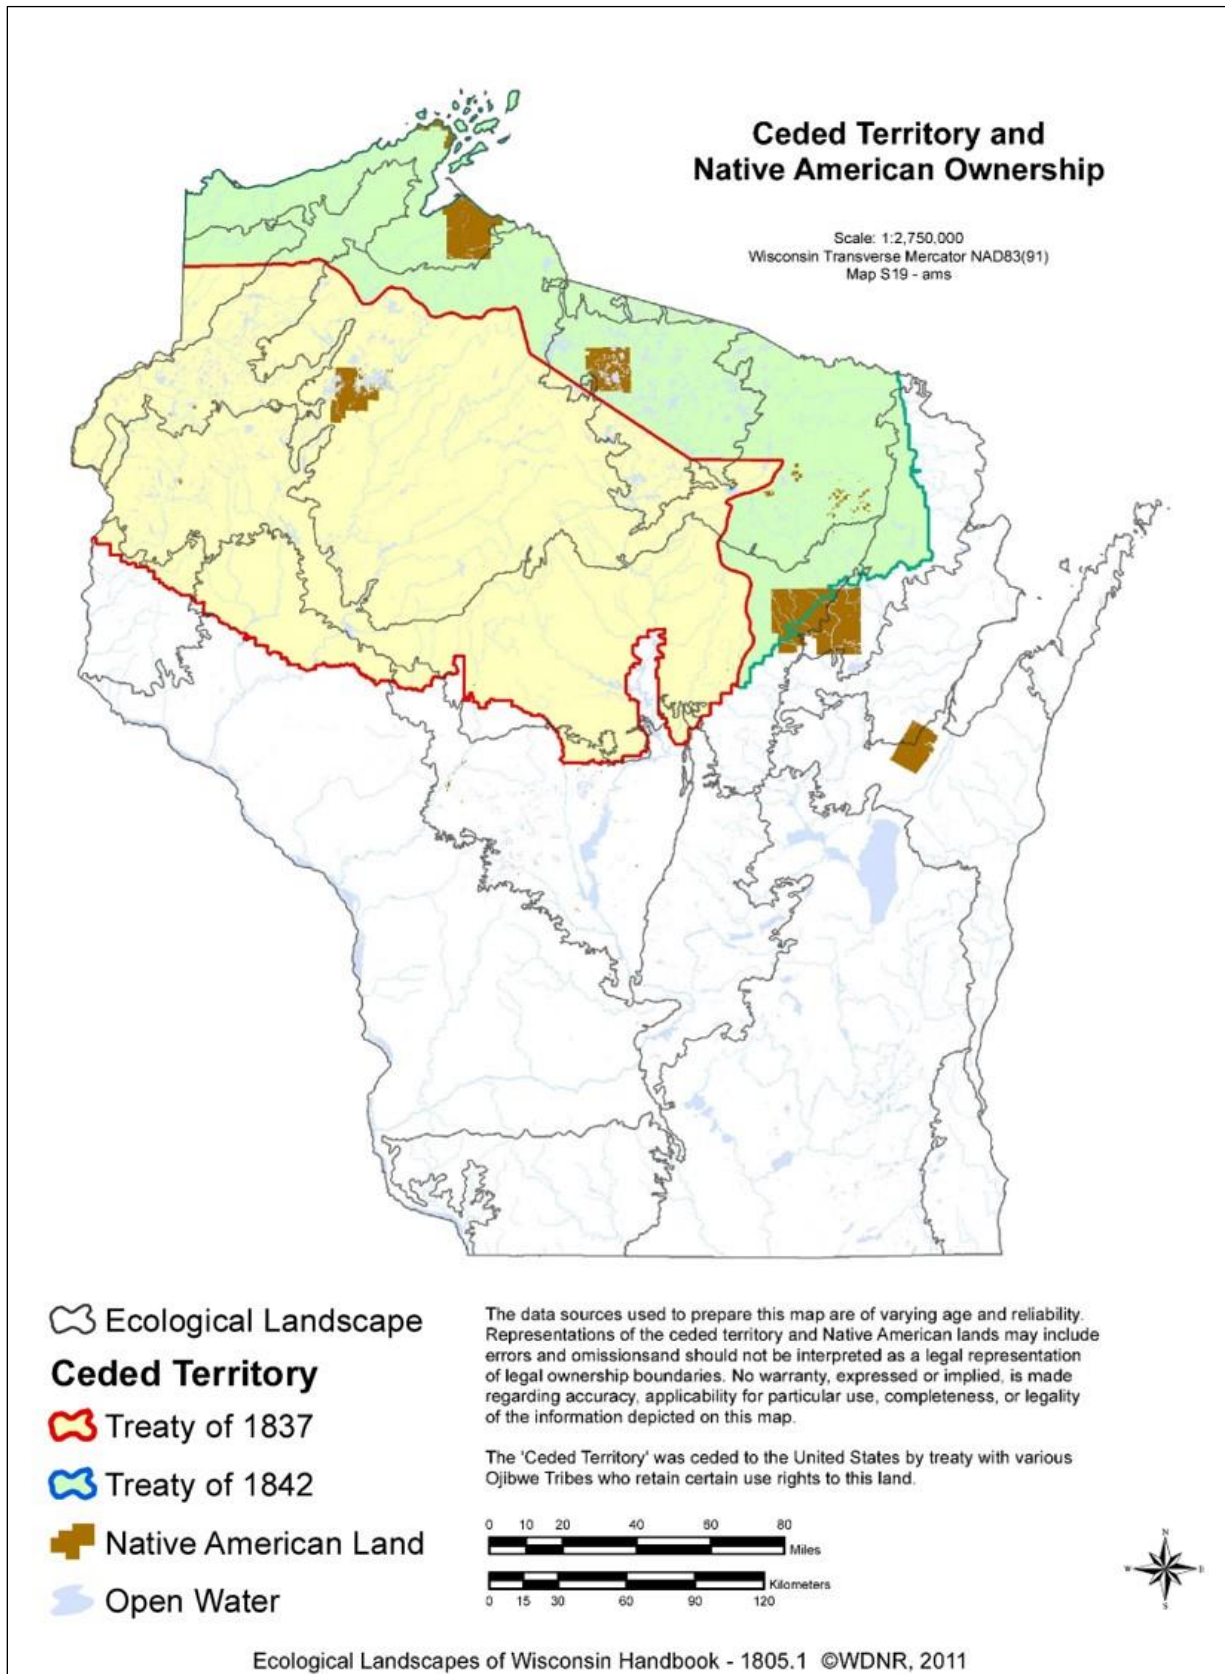 Ceded Territory and
Native American Ownership
Scale: 1:2,750,000
Wisconsin Transverse Mercator NAD83(91)
Map S19 - ams
Ecological Landscape
Ceded Territory
Treaty of 1837
Treaty of 1842
Native American Land
Open Water
The data sources used to prepare this map are of varying age and reliability.
Representations of the ceded territory and Native American lands may include
errors and omissionsand should not be interpreted as a legal representation
of legal ownership boundaries. No warranty, expressed or implied, is made
regarding accuracy, applicability for particular use, completeness, or legality
of the information depicted on this map.
The 'Ceded Territory' was ceded to the United States by treaty with various
Ojibwe Tribes who retain certain use rights to this land.
0 10 20 40 60 80
Miles
Kilometers
0 15 30 60 90 120
N
W E
S
Ecological Landscapes of Wisconsin Handbook - 1805.1 ©WDNR, 2011